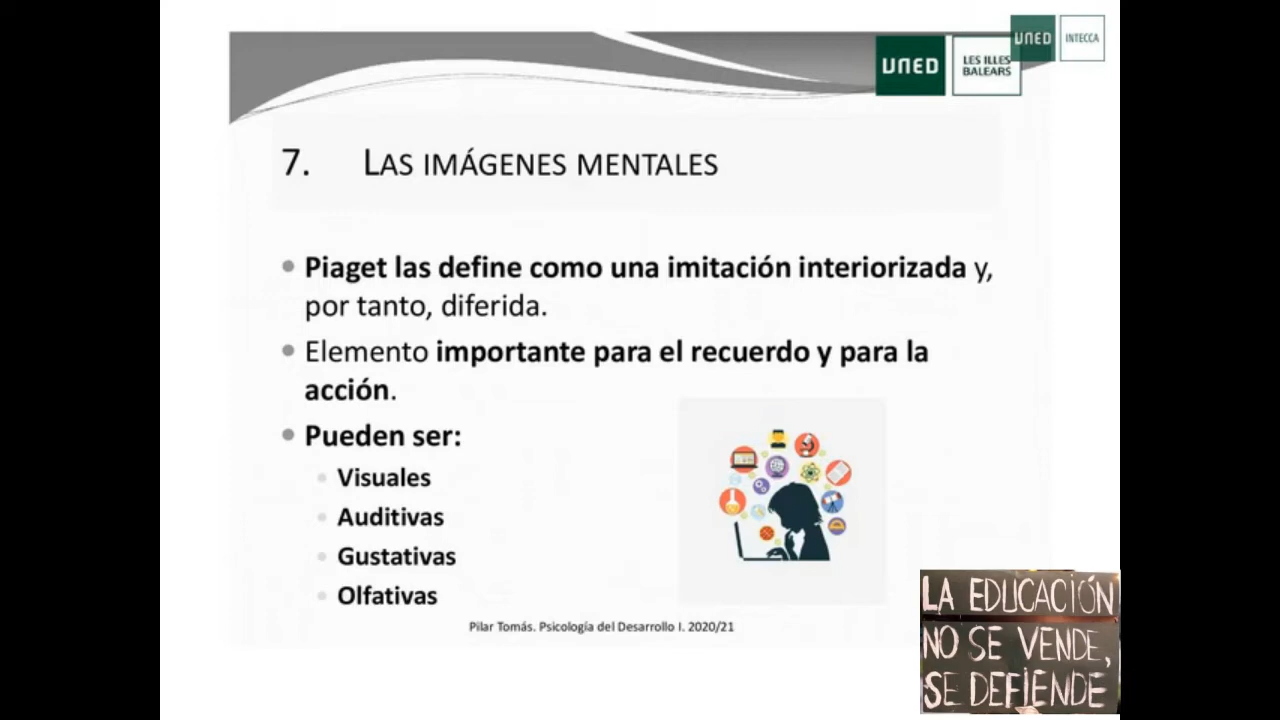 UNED
INTECCA
UNED
LES ILLES
BALEARS
7. LAS IMÁGENES MENTALES
Piaget las define como una imitación interiorizada y,
por tanto, diferida.
Elemento importante para el recuerdo y para la
acción.
Pueden ser:
Visuales
Auditivas
Gustativas
Olfativas
Pilar Tomás. Psicología del Desarrollo I. 2020/21
LA EDUCACIÓN
NO SE VENDE,
SE DEFIENDE